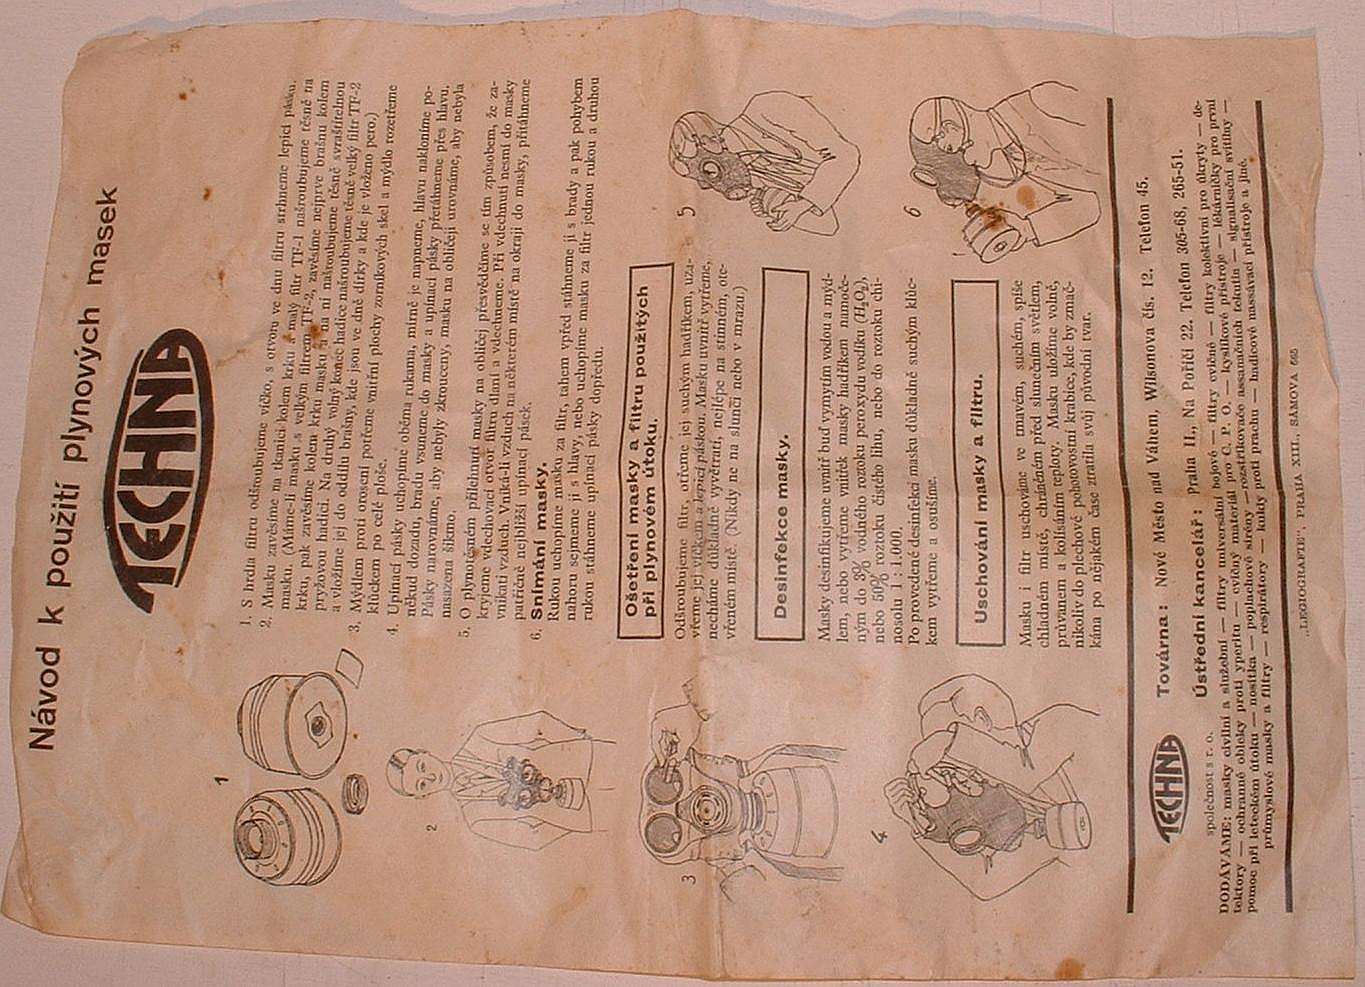 Návod k použití plynových masek
TECHNA
1. S hrdla filtru odšroubujeme víčko, s otvoru ve dnu filtru strhneme lepicí pásku.
2. Masku zavěsíme na tkanici kolem krku a malý filtr TF-1 našroubujeme těsně na
masku. (Máme-li masku s velkým filtrem TF-2, zavěsíme nejprve brašnu kolem
krku, pak zavěsíme kolem krku masku a na ni našroubujeme těsně svraštitelnou
pryžovou hadici. Na druhý volný konec hadice našroubujeme těsně velký filtr TF-2
a vložíme jej do oddílu brašny, kde jsou ve dně dírky a kde je vloženo pero.)
3. Mýdlem proti orosení potřeme vnitřní plochy zorníkových skel a mýdlo rozetřeme
klůckem po celé ploše.
4. Upínací pásky uchopíme oběma rukama, mírně je napneme, hlavu nakloníme po-
někud dozadu, bradu vsuneme do masky a upínací pásky přetáhneme přes hlavu.
Pásky narovnáme, aby nebyly zkrouceny, masku na obličeji urovnáme, aby nebyla
nasazena šikmo.
5. O plynotěsném přilehnutí masky na obličej přesvědčíme se tím způsobem, že za-
kryjeme vdechovací otvor filtru dlaní a vdechneme. Při vdechnutí nesmí do masky
vnikati vzduch. Vniká-li vzduch na některém místě na okraji do masky, přitáhneme
patřičně nejbližší upínací pásek.
6. Snímání masky.
Rukou uchopíme masku za filtr, tahem vpřed stáhneme ji s brady a pak pohybem
nahoru sejmeme ji s hlavy, nebo uchopíme masku za filtr jednou rukou a druhou
rukou stáhneme upínací pásky dopředu.
Ošetření masky a filtru použitých
při plynovém útoku.
Odšroubujeme filtr, otřeme jej suchým hadříkem, uza-
vřeme jej víčkem a lepicí páskou. Masku uvnitř vytřeme,
necháme důkladně vyvětrati, nejlépe na stinném, ote-
vřeném místě. (Nikdy ne na slunci nebo v mrazu.)
Desinfekce masky.
Masky desinfikujeme uvnitř buď vymytím vodou a mýd-
lem, nebo vytřeme vnitřek masky hadříkem namoče-
ným do 3% vodného roztoku peroxydu vodíku (H₂O₂),
nebo 50% roztoku čistého lihu, nebo do roztoku chi-
nosolu 1 : 1.000.
Po provedené desinfekci masku důkladně suchým klůc-
kem vytřeme a osušíme.
Uschování masky a filtru.
Masku i filtr uschováme ve tmavém, suchém, spíše
chladném místě, chráněném před slunečním světlem,
průvanem a kolísáním teploty. Masku uložíme volně,
nikoliv do plechové pohotovostní krabice, kde by zmač-
kána po nějakém čase ztratila svůj původní tvar.
1
2
3
4
5
6
TECHNA
společnost s r. o.
Továrna: Nové Město nad Váhem, Wilsonova čís. 12. Telefon 45.
Ústřední kancelář: Praha II., Na Poříčí 22. Telefon 305-68, 265-51.
DODÁVÁME: masky civilní a služební — filtry universální bojové — filtry cvičné — filtry kolektivní pro úkryty — de-
tektory — ochranné obleky proti yperitu — cvičný materiál pro C. P. O. — kyslíkové přístroje — lékárničky pro první
pomoc při leteckém útoku — nosítka — poplachové sirény — rozstřikovače assanačních tekutin — signalisační svítilny —
průmyslové masky a filtry — respirátory — kukly proti prachu — hadicové nassávací přístroje a jiné.
„LEGIOGRAFIE", PRAHA XIII., SÁMOVA 665